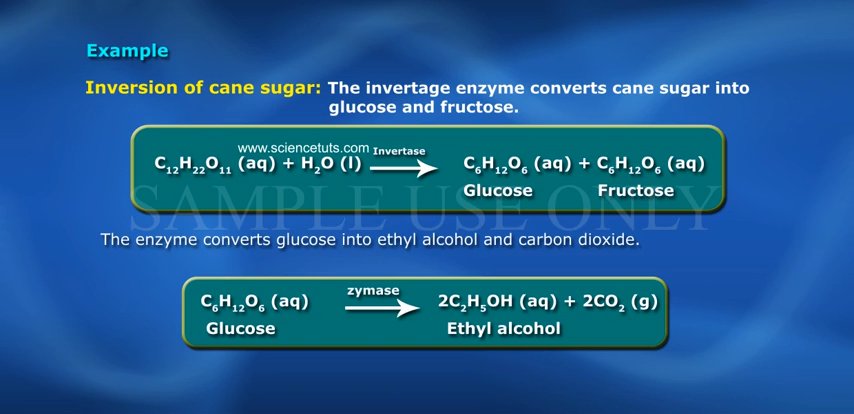 Example
Inversion of cane sugar: The invertage enzyme converts cane sugar into
glucose and fructose.
www.sciencetuts.com
Invertase
C₁₂H₂₂O₁₁ (aq) + H₂O (l) → C₆H₁₂O₆ (aq) + C₆H₁₂O₆ (aq)
Glucose Fructose
SAMPLE USE ONLY
The enzyme converts glucose into ethyl alcohol and carbon dioxide.
zymase
C₆H₁₂O₆ (aq) → 2C₂H₅OH (aq) + 2CO₂ (g)
Glucose Ethyl alcohol